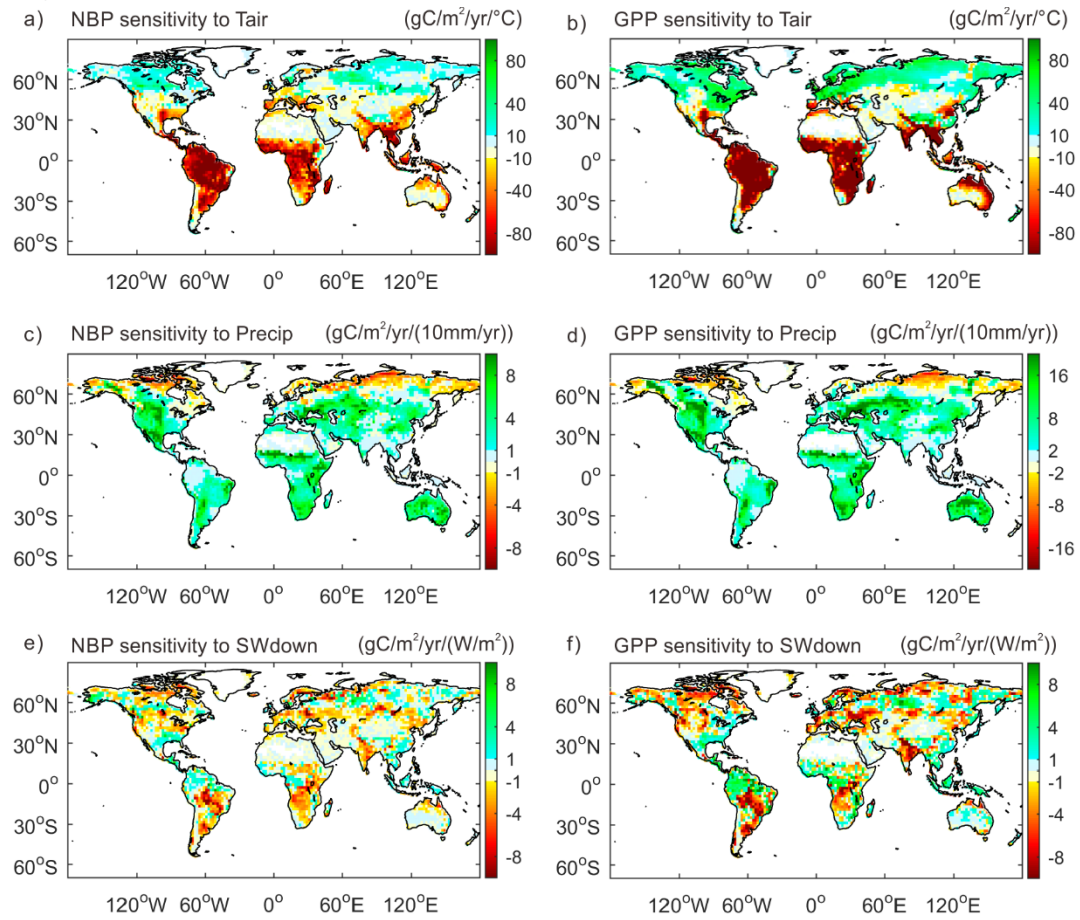 a) NBP sensitivity to Tair (gC/m²/yr/°C)
60°N
30°N
0°
30°S
60°S
120°W 60°W 0° 60°E 120°E
80
40
10
-10
-40
-80
b) GPP sensitivity to Tair (gC/m²/yr/°C)
60°N
30°N
0°
30°S
60°S
120°W 60°W 0° 60°E 120°E
80
40
10
-10
-40
-80
c) NBP sensitivity to Precip (gC/m²/yr/(10mm/yr))
60°N
30°N
0°
30°S
60°S
120°W 60°W 0° 60°E 120°E
8
4
1
-1
-4
-8
d) GPP sensitivity to Precip (gC/m²/yr/(10mm/yr))
60°N
30°N
0°
30°S
60°S
120°W 60°W 0° 60°E 120°E
16
8
2
-2
-8
-16
e) NBP sensitivity to SWdown (gC/m²/yr/(W/m²))
60°N
30°N
0°
30°S
60°S
120°W 60°W 0° 60°E 120°E
8
4
1
-1
-4
-8
f) GPP sensitivity to SWdown (gC/m²/yr/(W/m²))
60°N
30°N
0°
30°S
60°S
120°W 60°W 0° 60°E 120°E
8
4
1
-1
-4
-8